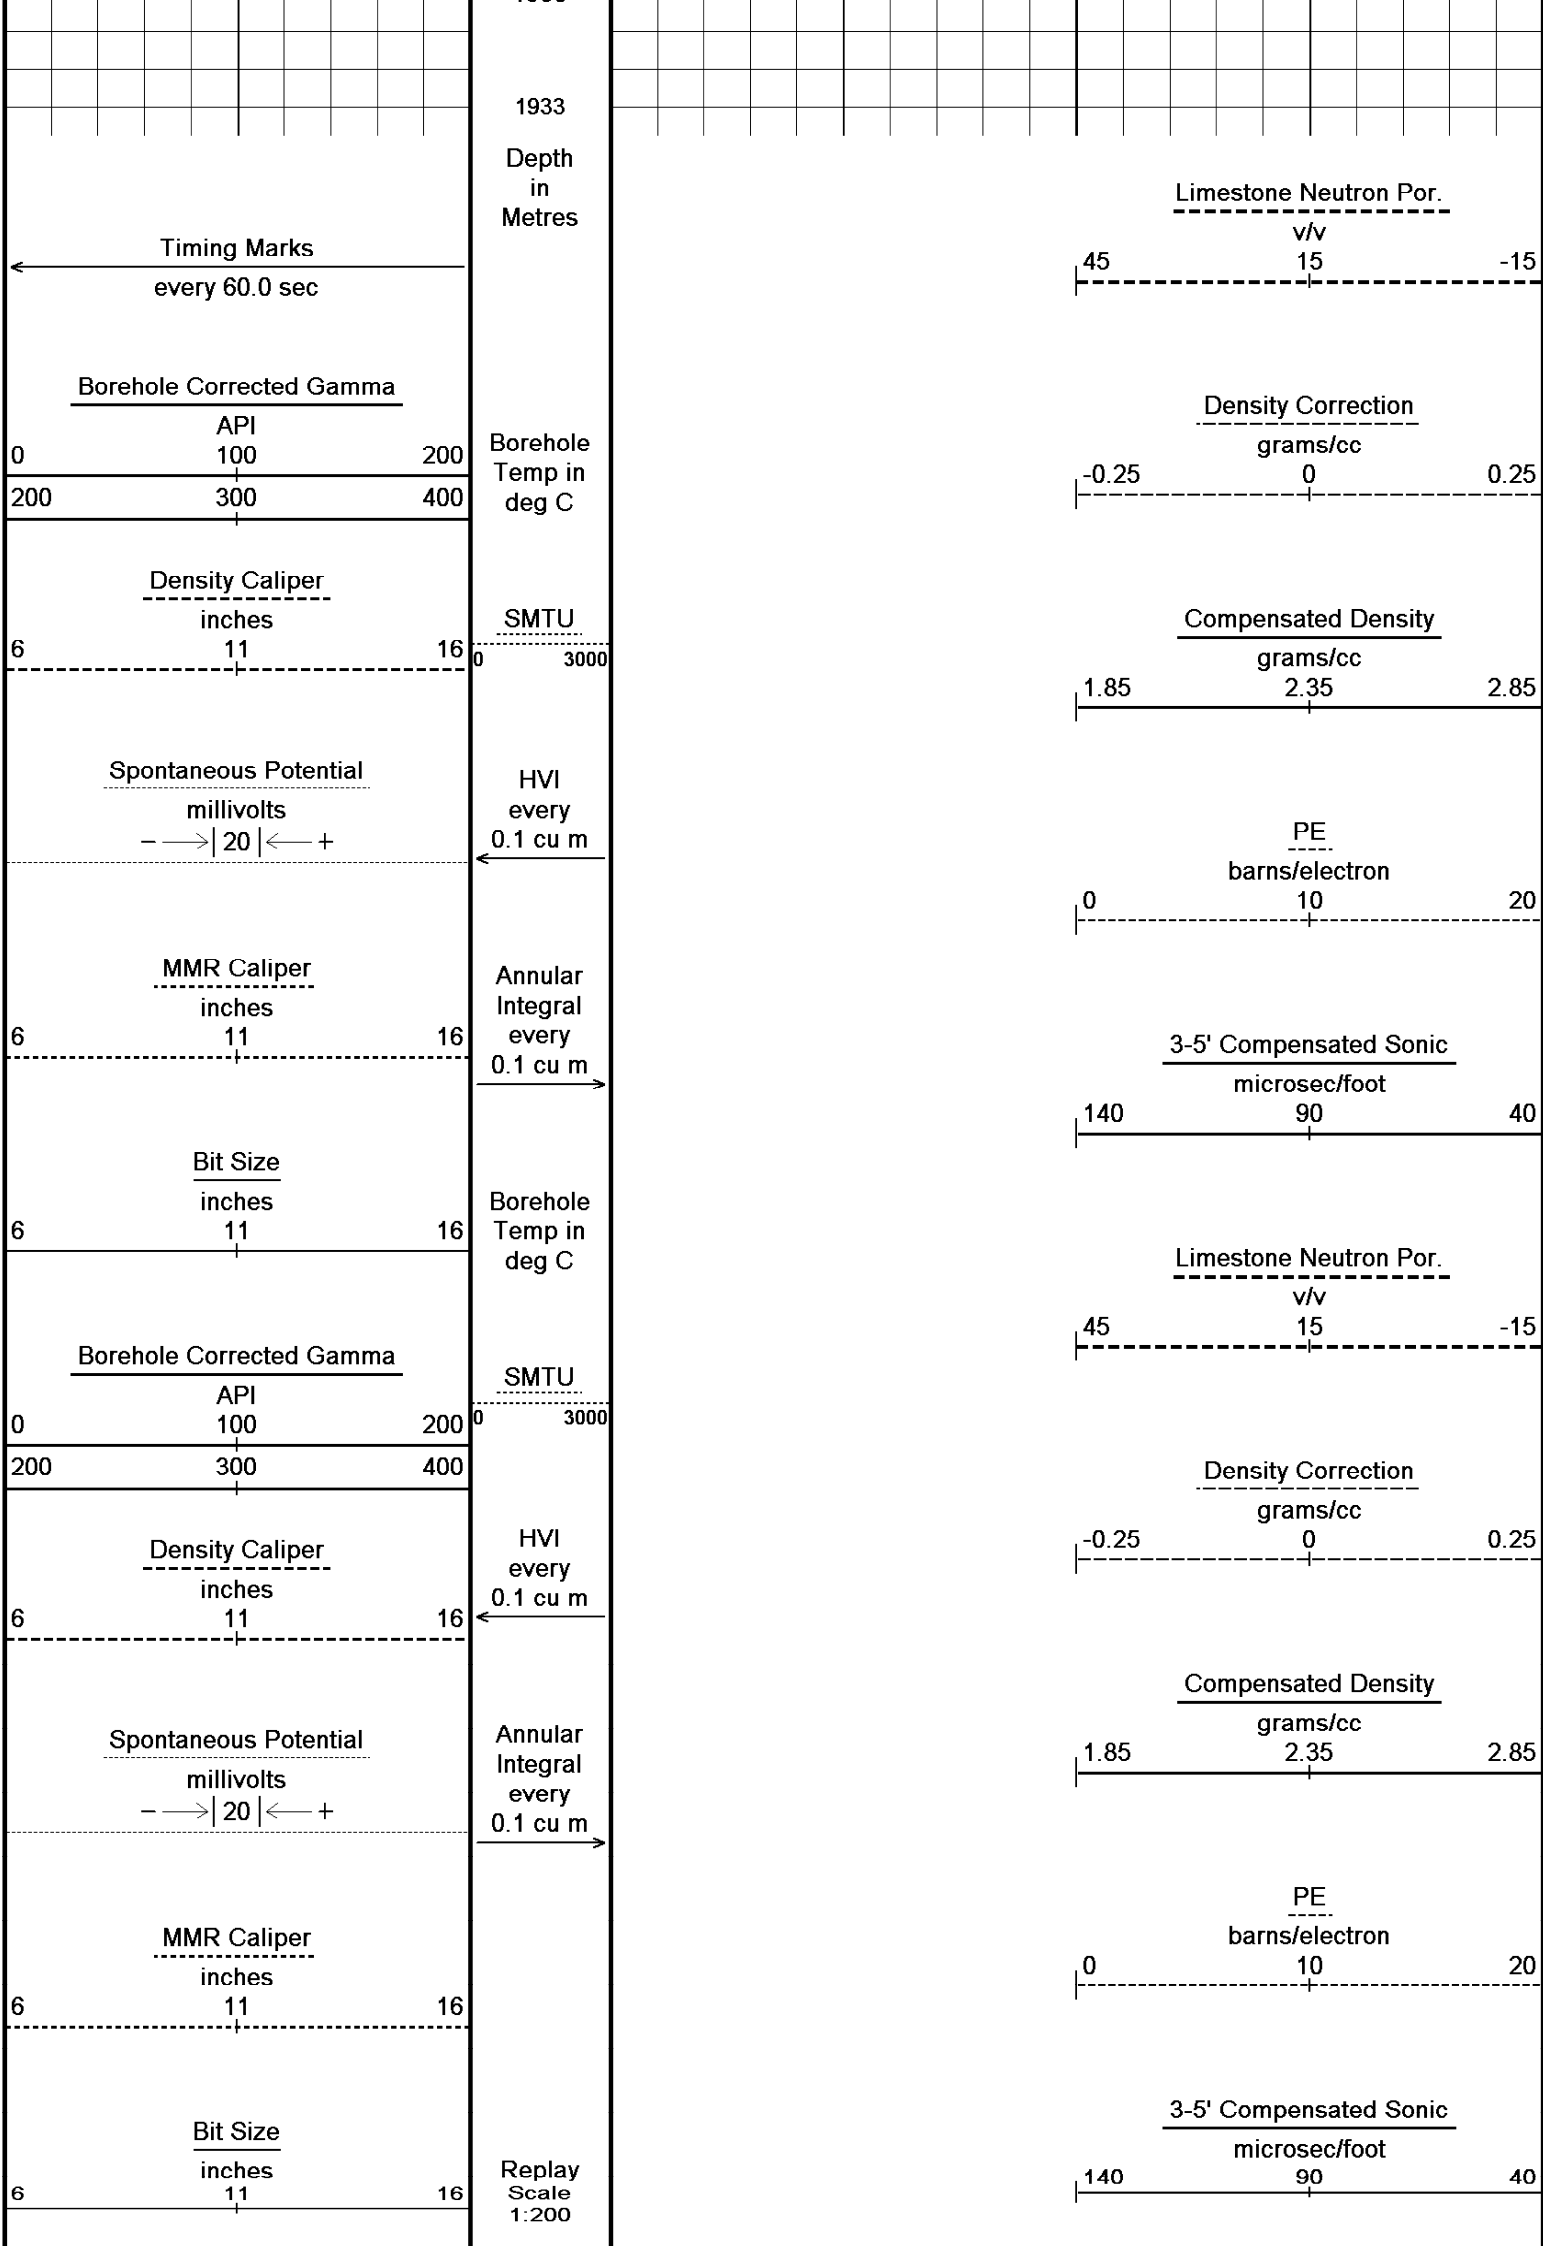 1933
Depth
in
Metres
Timing Marks
every 60.0 sec
Borehole Corrected Gamma
API
0 100 200
200 300 400
Density Caliper
inches
6 11 16
Spontaneous Potential
millivolts
− → | 20 | ← +
MMR Caliper
inches
6 11 16
Bit Size
inches
6 11 16
Borehole Corrected Gamma
API
0 100 200
200 300 400
Density Caliper
inches
6 11 16
Spontaneous Potential
millivolts
− → | 20 | ← +
MMR Caliper
inches
6 11 16
Bit Size
inches
6 11 16
Borehole
Temp in
deg C
SMTU
0 3000
HVI
every
0.1 cu m
Annular
Integral
every
0.1 cu m
Borehole
Temp in
deg C
SMTU
0 3000
HVI
every
0.1 cu m
Annular
Integral
every
0.1 cu m
Replay
Scale
1:200
Limestone Neutron Por.
v/v
45 15 -15
Density Correction
grams/cc
-0.25 0 0.25
Compensated Density
grams/cc
1.85 2.35 2.85
PE
barns/electron
0 10 20
3-5' Compensated Sonic
microsec/foot
140 90 40
Limestone Neutron Por.
v/v
45 15 -15
Density Correction
grams/cc
-0.25 0 0.25
Compensated Density
grams/cc
1.85 2.35 2.85
PE
barns/electron
0 10 20
3-5' Compensated Sonic
microsec/foot
140 90 40